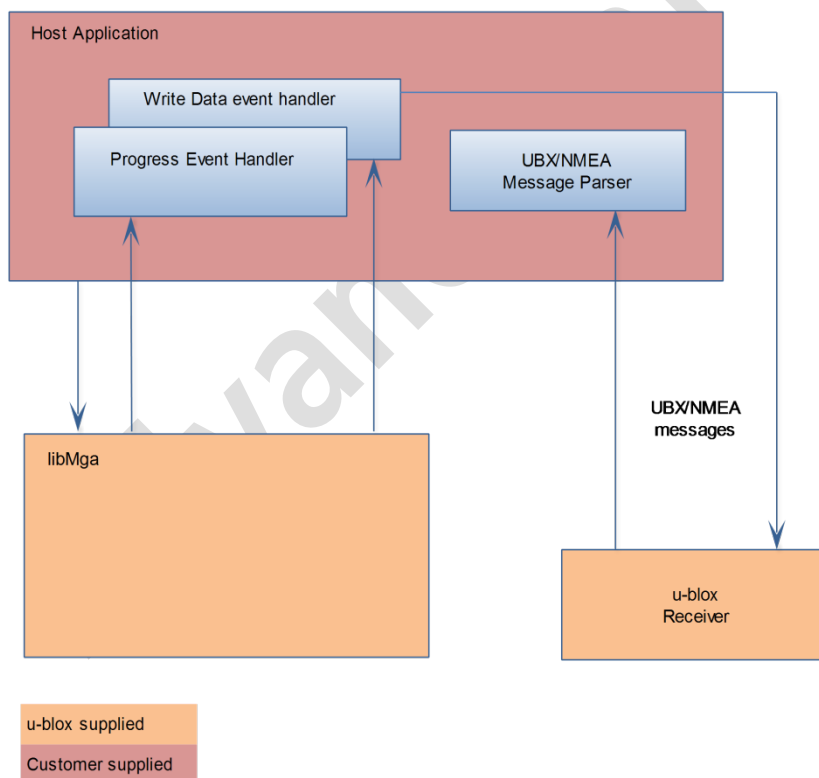 Host Application
Write Data event handler
Progress Event Handler
UBX/NMEA
Message Parser
UBX/NMEA
messages
libMga
u-blox
Receiver
u-blox supplied
Customer supplied